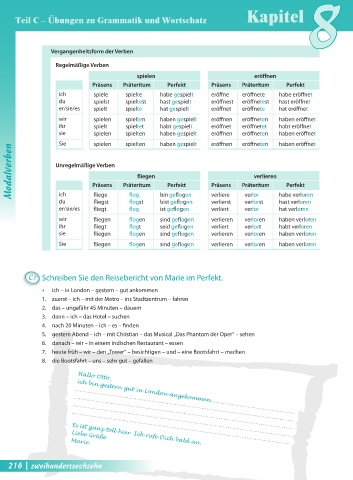 Teil C – Übungen zu Grammatik und Wortschatz
Kapitel 8
Modalverben
Vergangenheitsform der Verben
Regelmäßige Verben
spielen eröffnen
Präsens Präteritum Perfekt Präsens Präteritum Perfekt
ich spiele spielte habe gespielt eröffne eröffnete habe eröffnet
du spielst spieltest hast gespielt eröffnest eröffnetest hast eröffnet
er/sie/es spielt spielte hat gespielt eröffnet eröffnete hat eröffnet
wir spielen spielten haben gespielt eröffnen eröffneten haben eröffnet
ihr spielt spieltet habt gespielt eröffnet eröffnetet habt eröffnet
sie spielen spielten haben gespielt eröffnen eröffneten haben eröffnet
Sie spielen spielten haben gespielt eröffnen eröffneten haben eröffnet
Unregelmäßige Verben
fliegen verlieren
Präsens Präteritum Perfekt Präsens Präteritum Perfekt
ich fliege flog bin geflogen verliere verlor habe verloren
du fliegst flogst bist geflogen verlierst verlorst hast verloren
er/sie/es fliegt flog ist geflogen verliert verlor hat verloren
wir fliegen flogen sind geflogen verlieren verloren haben verloren
ihr fliegt flogt seid geflogen verliert verlort habt verloren
sie fliegen flogen sind geflogen verlieren verloren haben verloren
Sie fliegen flogen sind geflogen verlieren verloren haben verloren
Schreiben Sie den Reisebericht von Marie im Perfekt.
• ich – in London – gestern – gut ankommen
1. zuerst – ich – mit der Metro – ins Stadtzentrum – fahren
2. das – ungefähr 45 Minuten – dauern
3. dann – ich – das Hotel – suchen
4. nach 20 Minuten – ich – es – finden
5. gestern Abend – ich – mit Christian – das Musical „Das Phantom der Oper" – sehen
6. danach – wir – in einem indischen Restaurant – essen
7. heute früh – wir – den „Tower" – besichtigen – und – eine Bootsfahrt – machen
8. die Bootsfahrt – uns – sehr gut – gefallen
Hallo Otto,
ich bin gestern gut in London angekommen.
Es ist ganz toll hier. Ich rufe Dich bald an.
Liebe Grüße
Marie
216 | zweihundertsechzehn